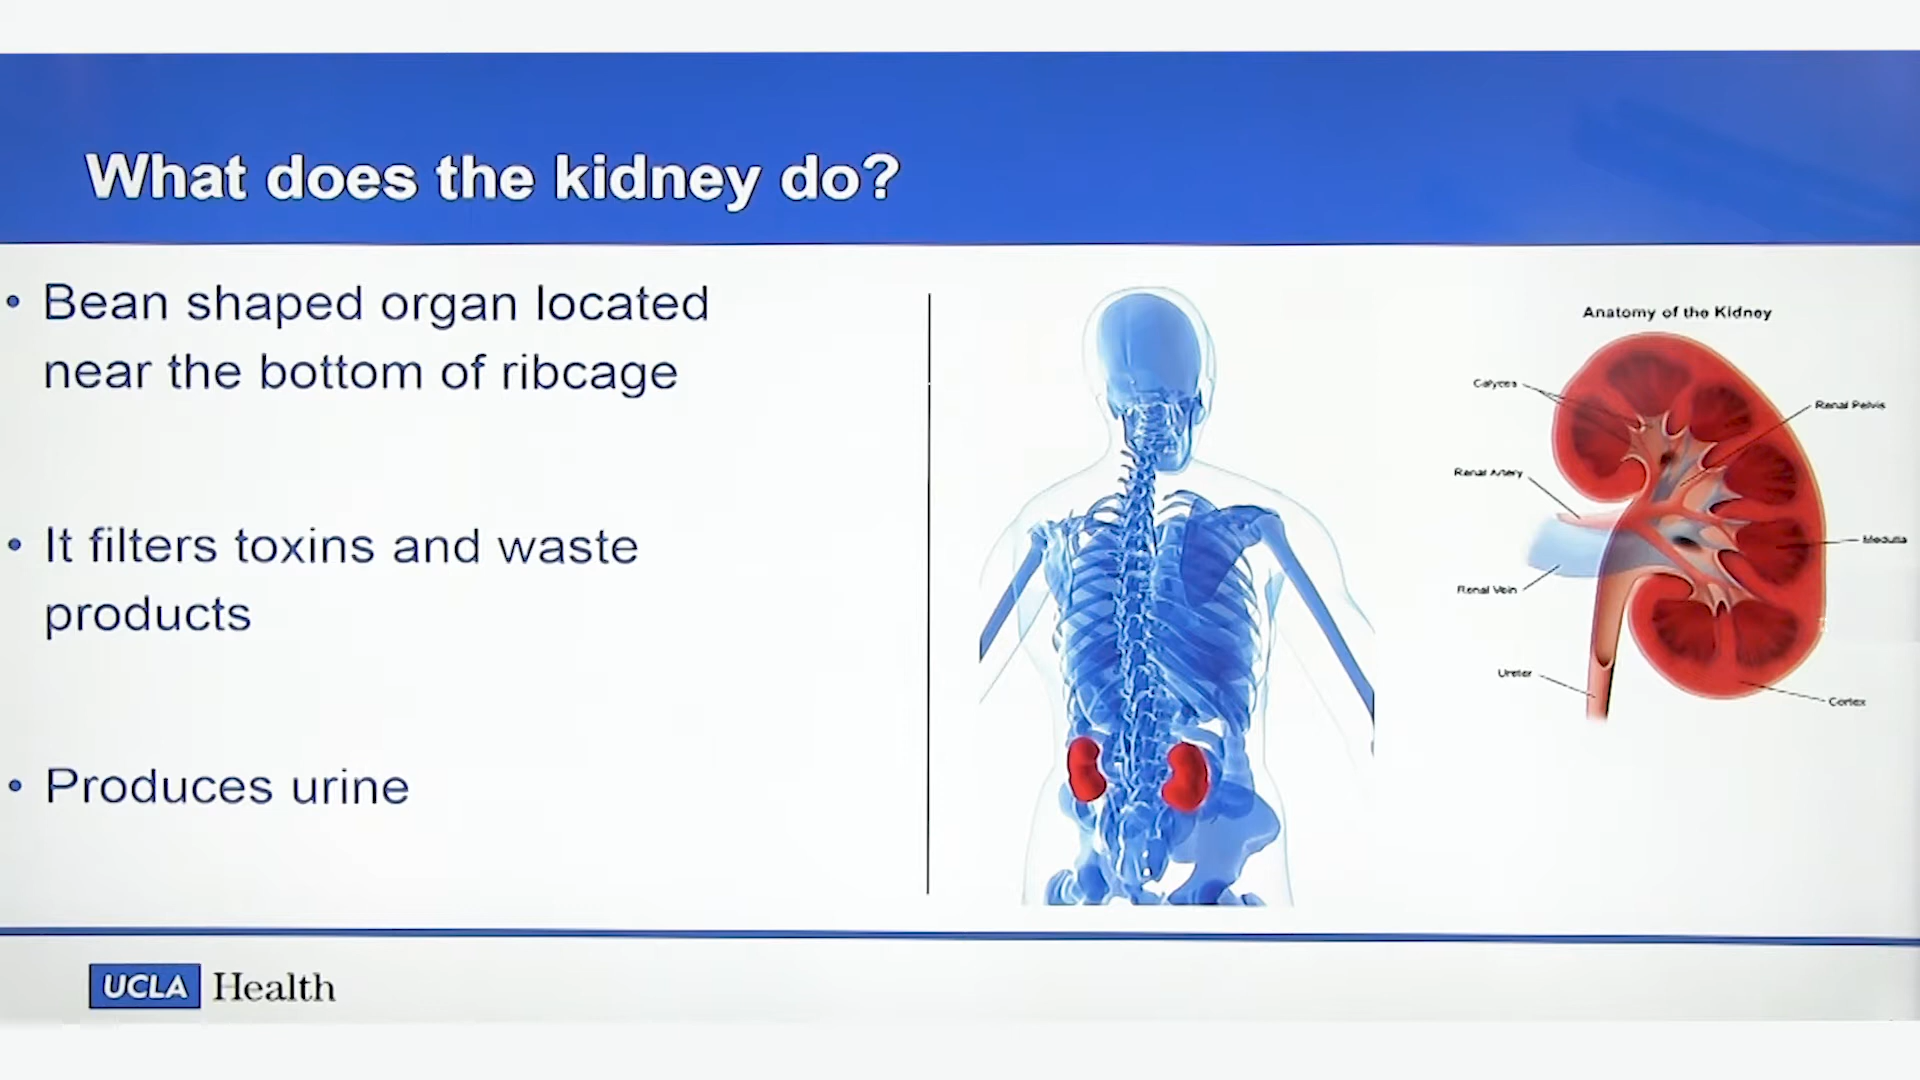 What does the kidney do?
• Bean shaped organ located
near the bottom of ribcage
• It filters toxins and waste
products
• Produces urine
Anatomy of the Kidney
Calyces
Renal Pelvis
Renal Artery
Medulla
Renal Vein
Ureter
Cortex
UCLA Health